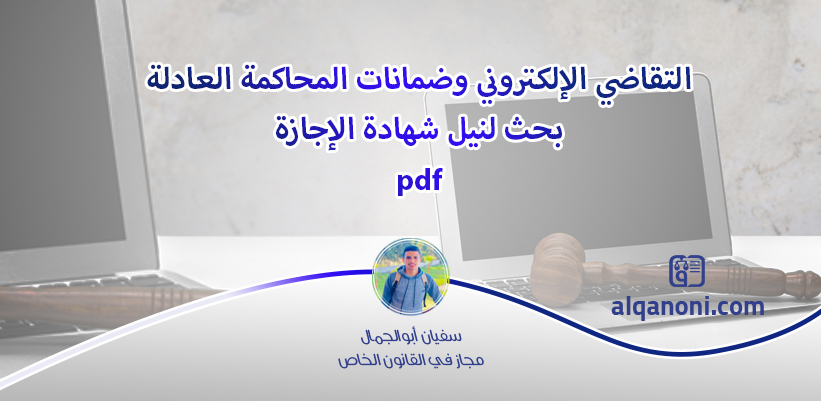 التقاضي الإلكتروني وضمانات المحاكمة العادلة
بحث لنيل شهادة الإجازة
pdf
سفيان أبوالجمال
مجاز في القانون الخاص
alqanoni.com